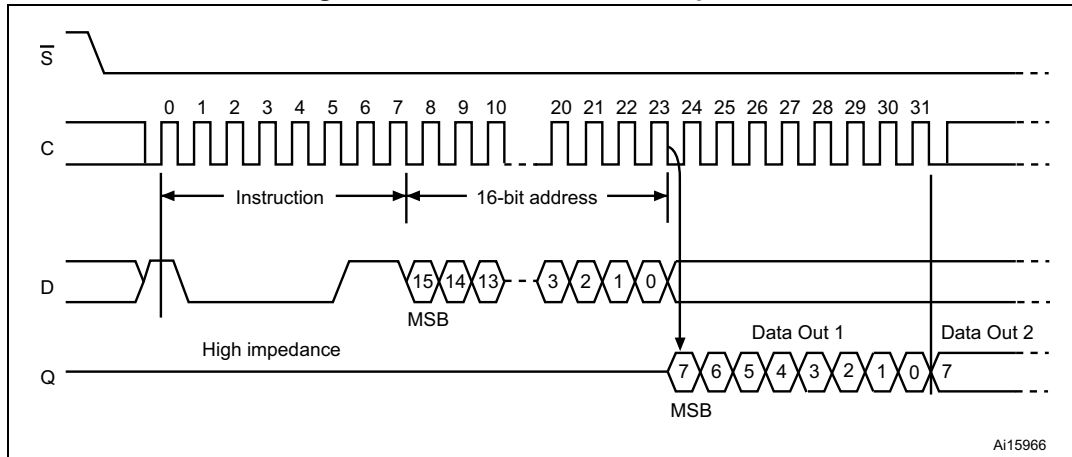 S
0 1 2 3 4 5 6 7 8 9 10 20 21 22 23 24 25 26 27 28 29 30 31
C
Instruction 16-bit address
D 15 14 13 3 2 1 0
MSB
High impedance Data Out 1 Data Out 2
Q 7 6 5 4 3 2 1 0 7
MSB
Ai15966